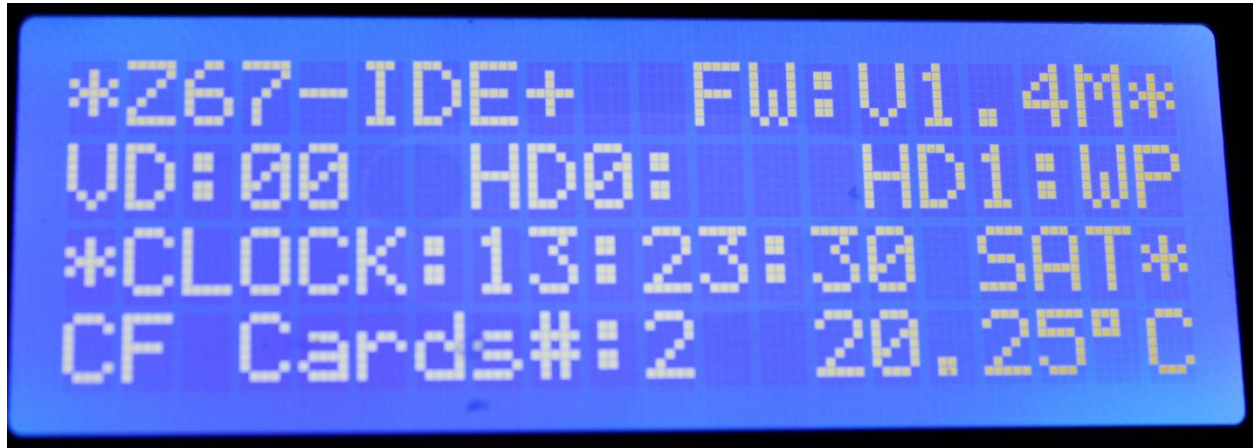 *Z67-IDE+  FW:V1.4M*
VD:00  HD0:   HD1:WP
*CLOCK:13:23:30 SAT*
CF Cards#:2  20.25°C